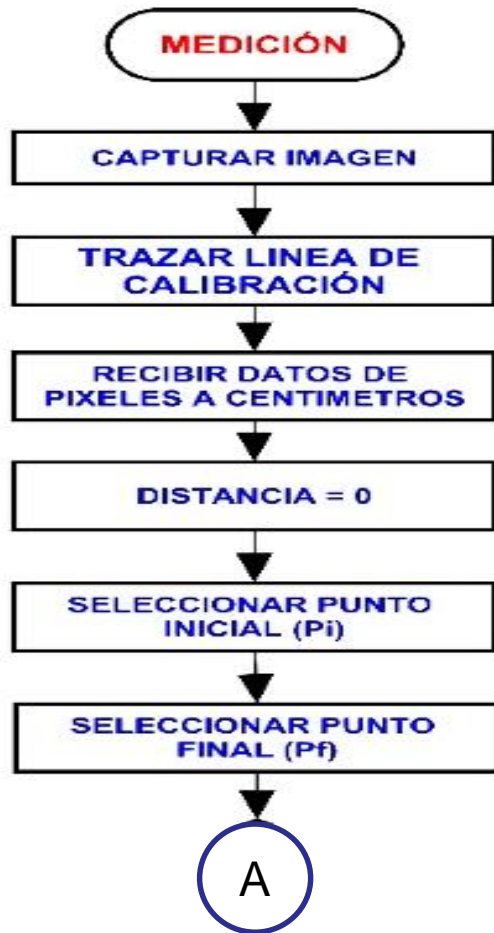 MEDICIÓN
CAPTURAR IMAGEN
TRAZAR LINEA DE
CALIBRACIÓN
RECIBIR DATOS DE
PIXELES A CENTIMETROS
DISTANCIA = 0
SELECCIONAR PUNTO
INICIAL (Pi)
SELECCIONAR PUNTO
FINAL (Pf)
A